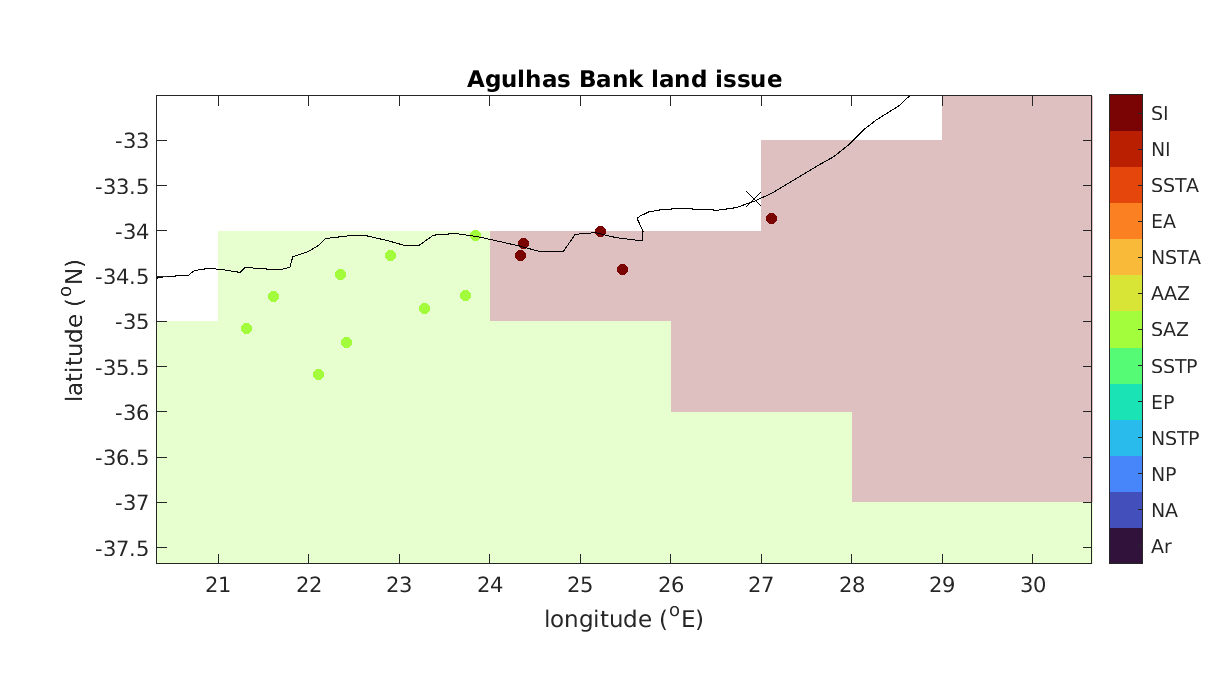 Agulhas Bank land issue
-33
-33.5
-34
-34.5
-35
-35.5
-36
-36.5
-37
-37.5
latitude (°N)
21 22 23 24 25 26 27 28 29 30
longitude (°E)
SI
NI
SSTA
EA
NSTA
AAZ
SAZ
SSTP
EP
NSTP
NP
NA
Ar